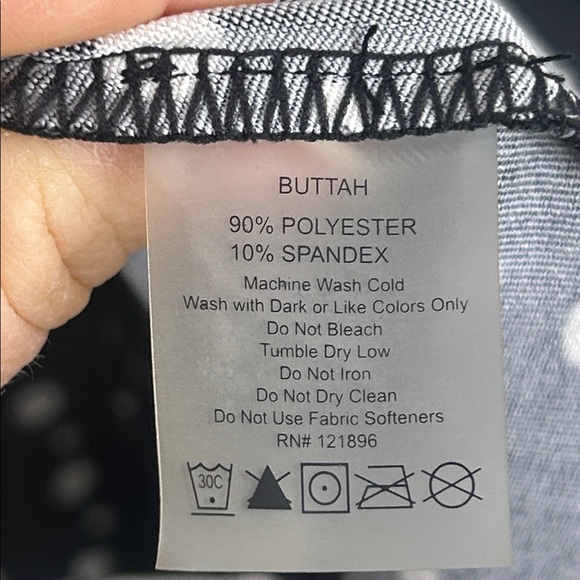 BUTTAH
90% POLYESTER
10% SPANDEX
Machine Wash Cold
Wash with Dark or Like Colors Only
Do Not Bleach
Tumble Dry Low
Do Not Iron
Do Not Dry Clean
Do Not Use Fabric Softeners
RN# 121896
30C